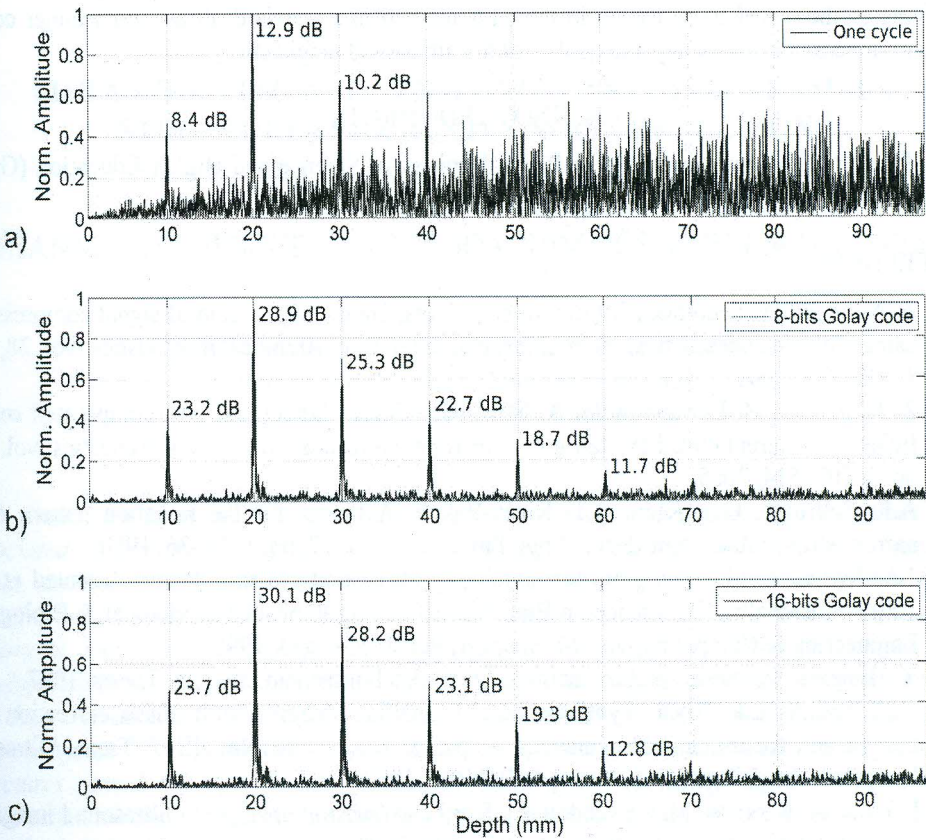 12.9 dB
One cycle
10.2 dB
8.4 dB
Norm. Amplitude
1
0.8
0.6
0.4
0.2
0
0 10 20 30 40 50 60 70 80 90
a)
28.9 dB
8-bits Golay code
25.3 dB
23.2 dB
22.7 dB
18.7 dB
11.7 dB
Norm. Amplitude
1
0.8
0.6
0.4
0.2
0
0 10 20 30 40 50 60 70 80 90
b)
30.1 dB
16-bits Golay code
28.2 dB
23.7 dB
23.1 dB
19.3 dB
12.8 dB
Norm. Amplitude
1
0.8
0.6
0.4
0.2
0
0 10 20 30 40 50 60 70 80 90
c)
Depth (mm)